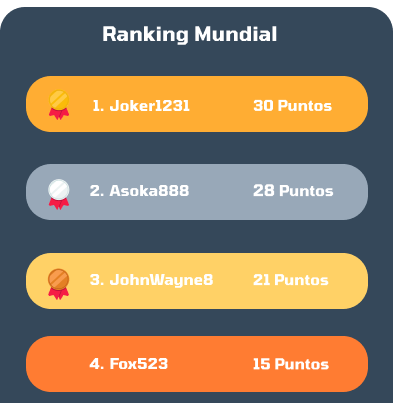 Ranking Mundial
1. Joker1231 30 Puntos
2. Asoka888 28 Puntos
3. JohnWayne8 21 Puntos
4. Fox523 15 Puntos